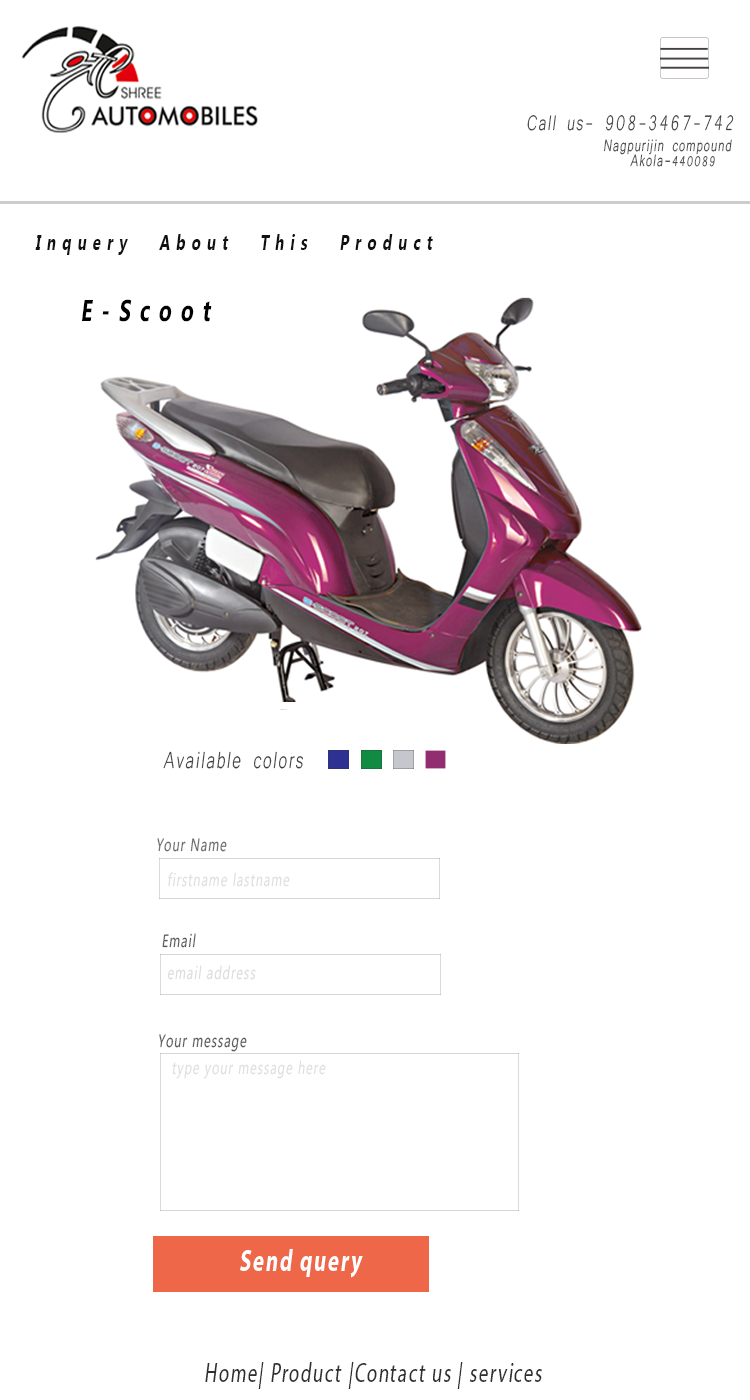 SHREE
AUTOMOBILES
Call us- 908-3467-742
Nagpurijin compound
Akola-440089
Inquery About This Product
E-Scoot
Available colors
Your Name
firstname lastname
Email
email address
Your message
type your message here
Send query
Home| Product |Contact us | services